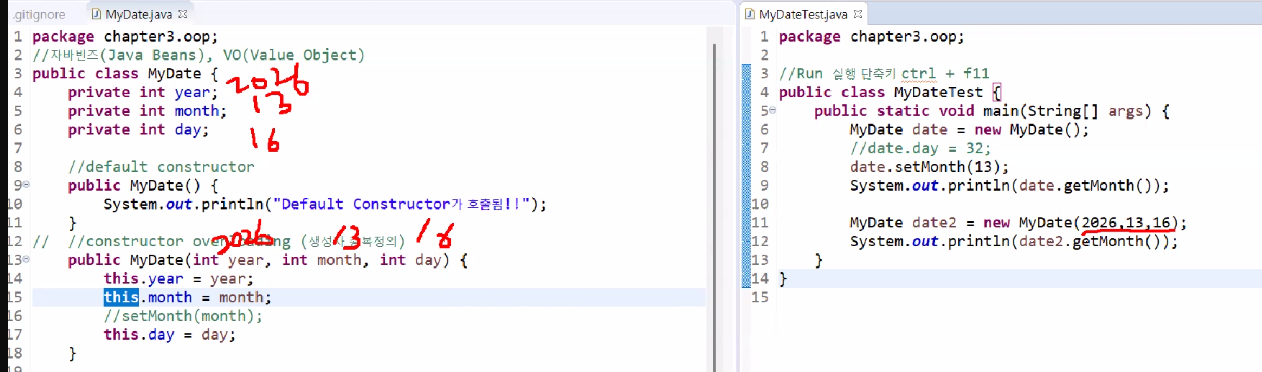 .gitignore
MyDate.java
1 package chapter3.oop;
2 //자바빈즈(Java Beans), VO(Value Object)
3 public class MyDate {
4 private int year; 2026
5 private int month; 13
6 private int day; 16
7
8 //default constructor
9 public MyDate() {
10 System.out.println("Default Constructor가 호출됨!!");
11 }
12 // //constructor overloading (생성자 중복정의)
2026 13 16
13 public MyDate(int year, int month, int day) {
14 this.year = year;
15 this.month = month;
16 //setMonth(month);
17 this.day = day;
18 }
19
MyDateTest.java
1 package chapter3.oop;
2
3 //Run 실행 단축키 ctrl + f11
4 public class MyDateTest {
5 public static void main(String[] args) {
6 MyDate date = new MyDate();
7 //date.day = 32;
8 date.setMonth(13);
9 System.out.println(date.getMonth());
10
11 MyDate date2 = new MyDate(2026,13,16);
12 System.out.println(date2.getMonth());
13 }
14 }
15